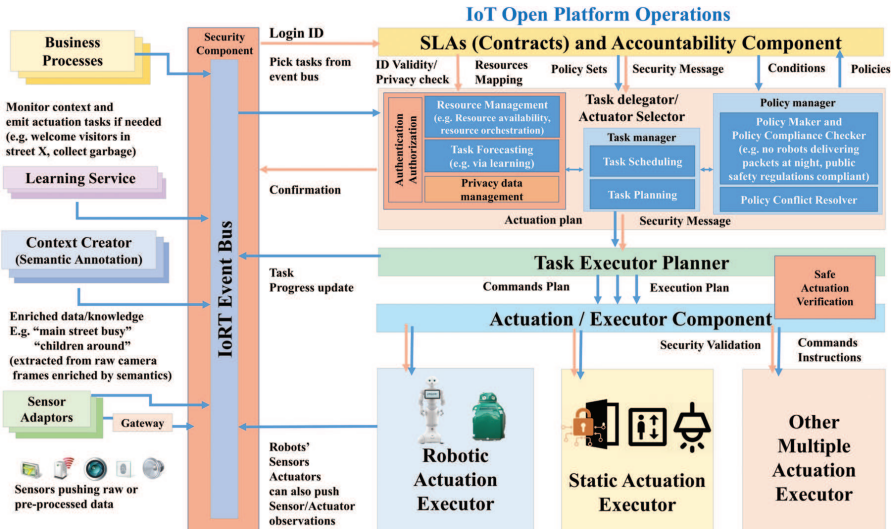 IoT Open Platform Operations
Security
Component
Login ID
SLAs (Contracts) and Accountability Component
Business
Processes
Pick tasks from
event bus
ID Validity/
Privacy check
Resources
Mapping
Policy Sets
Security Message
Conditions
Policies
Monitor context and
emit actuation tasks if needed
(e.g. welcome visitors in
street X, collect garbage)
Authentication
Authorization
Resource Management
(e.g. Resource availability,
resource orchestration)
Task Forecasting
(e.g. via learning)
Privacy data
management
Task delegator/
Actuator Selector
Task manager
Task Scheduling
Task Planning
Policy manager
Policy Maker and
Policy Compliance Checker
(e.g. no robots delivering
packets at night, public
safety regulations compliant)
Policy Conflict Resolver
Learning Service
Confirmation
IoRT Event Bus
Actuation plan
Security Message
Context Creator
(Semantic Annotation)
Task
Progress update
Task Executor Planner
Commands Plan
Execution Plan
Safe
Actuation
Verification
Enriched data/knowledge
E.g. “main street busy”
“children around”
(extracted from raw camera
frames enriched by semantics)
Actuation / Executor Component
Security Validation
Commands
Instructions
Sensor
Adaptors
Gateway
Sensors pushing raw or
pre-processed data
Robots’
Sensors
Actuators
can also push
Sensor/Actuator
observations
Robotic
Actuation
Executor
Static Actuation
Executor
Other
Multiple
Actuation
Executor